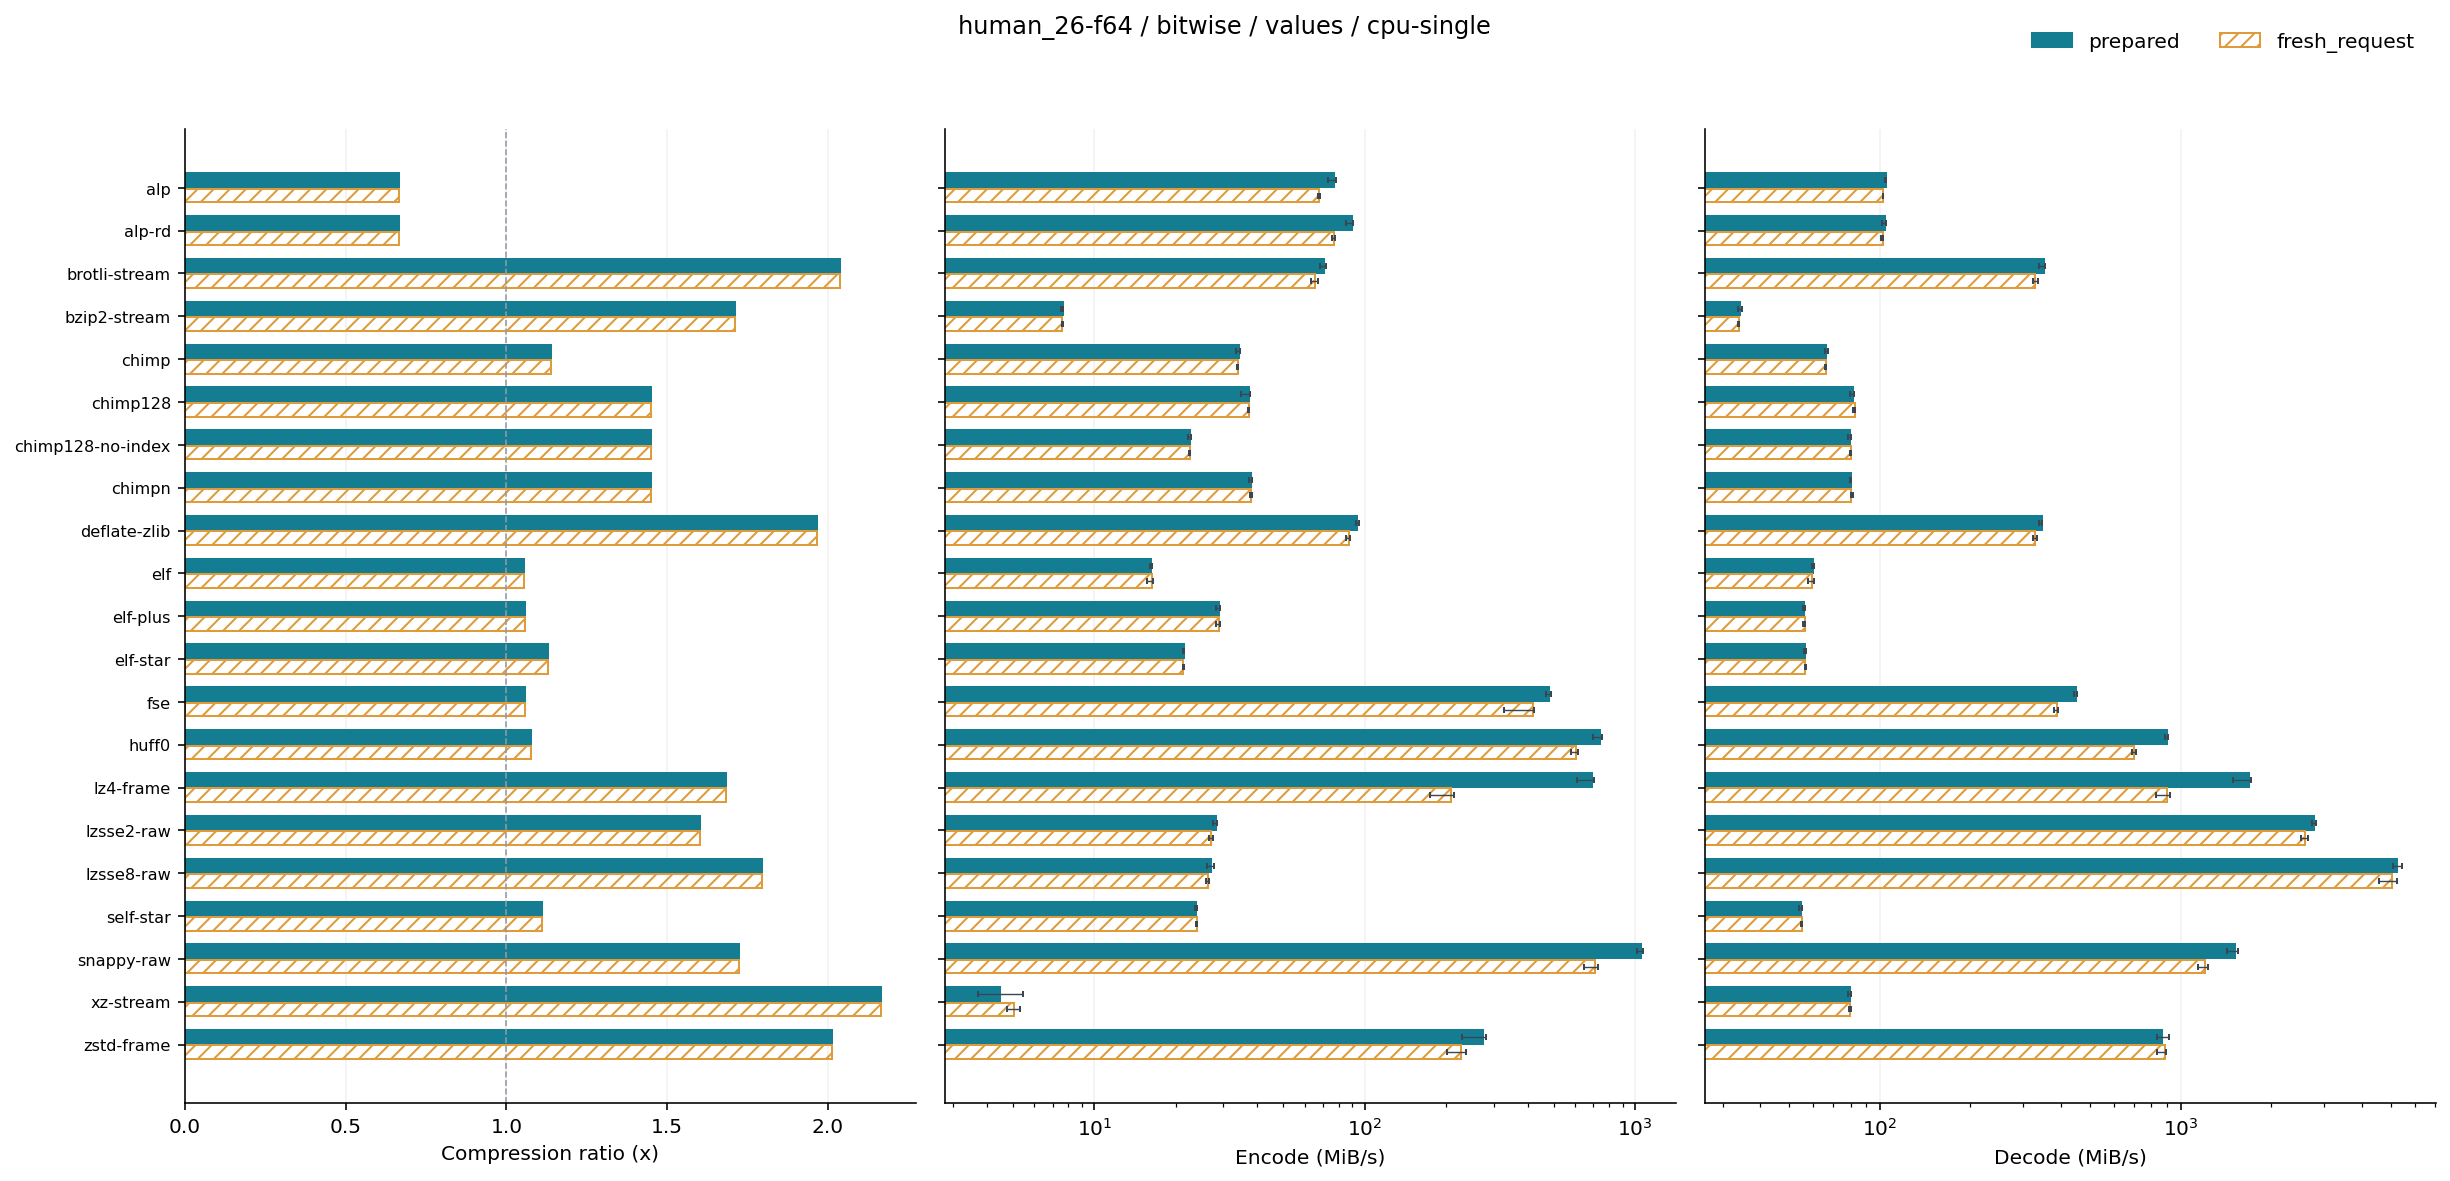 human_26-f64 / bitwise / values / cpu-single
prepared
fresh_request
alp
alp-rd
brotli-stream
bzip2-stream
chimp
chimp128
chimp128-no-index
chimpn
deflate-zlib
elf
elf-plus
elf-star
fse
huff0
lz4-frame
lzsse2-raw
lzsse8-raw
self-star
snappy-raw
xz-stream
zstd-frame
0.0 0.5 1.0 1.5 2.0
Compression ratio (x)
10¹ 10² 10³
Encode (MiB/s)
10² 10³
Decode (MiB/s)